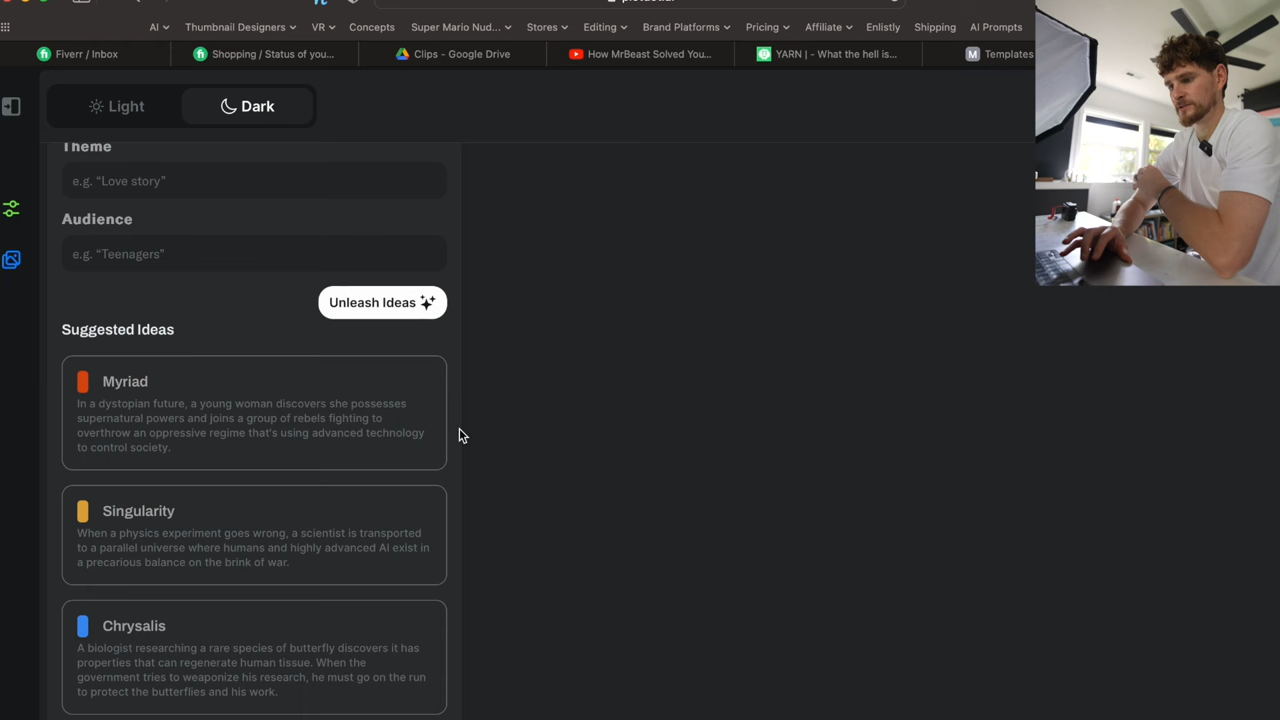 AI
Thumbnail Designers
VR
Concepts
Super Mario Nud...
Stores
Editing
Brand Platforms
Pricing
Affiliate
Enlistly
Shipping
AI Prompts
Fiverr / Inbox
Shopping / Status of you...
Clips - Google Drive
How MrBeast Solved You...
YARN | - What the hell is...
M Templates
Light
Dark
Theme
e.g. “Love story”
Audience
e.g. “Teenagers”
Unleash Ideas
Suggested Ideas
Myriad
In a dystopian future, a young woman discovers she possesses
supernatural powers and joins a group of rebels fighting to
overthrow an oppressive regime that's using advanced technology
to control society.
Singularity
When a physics experiment goes wrong, a scientist is transported
to a parallel universe where humans and highly advanced AI exist in
a precarious balance on the brink of war.
Chrysalis
A biologist researching a rare species of butterfly discovers it has
properties that can regenerate human tissue. When the
government tries to weaponize his research, he must go on the run
to protect the butterflies and his work.